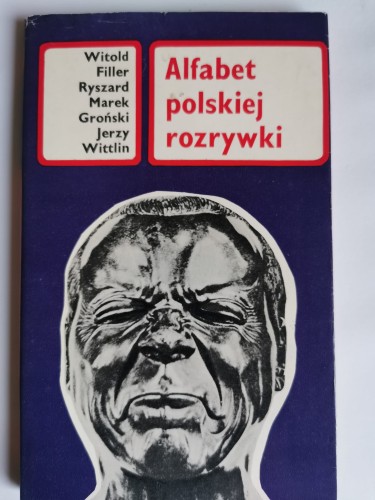 Witold
Filler
Ryszard
Marek
Groński
Jerzy
Wittlin
Alfabet
polskiej
rozrywki